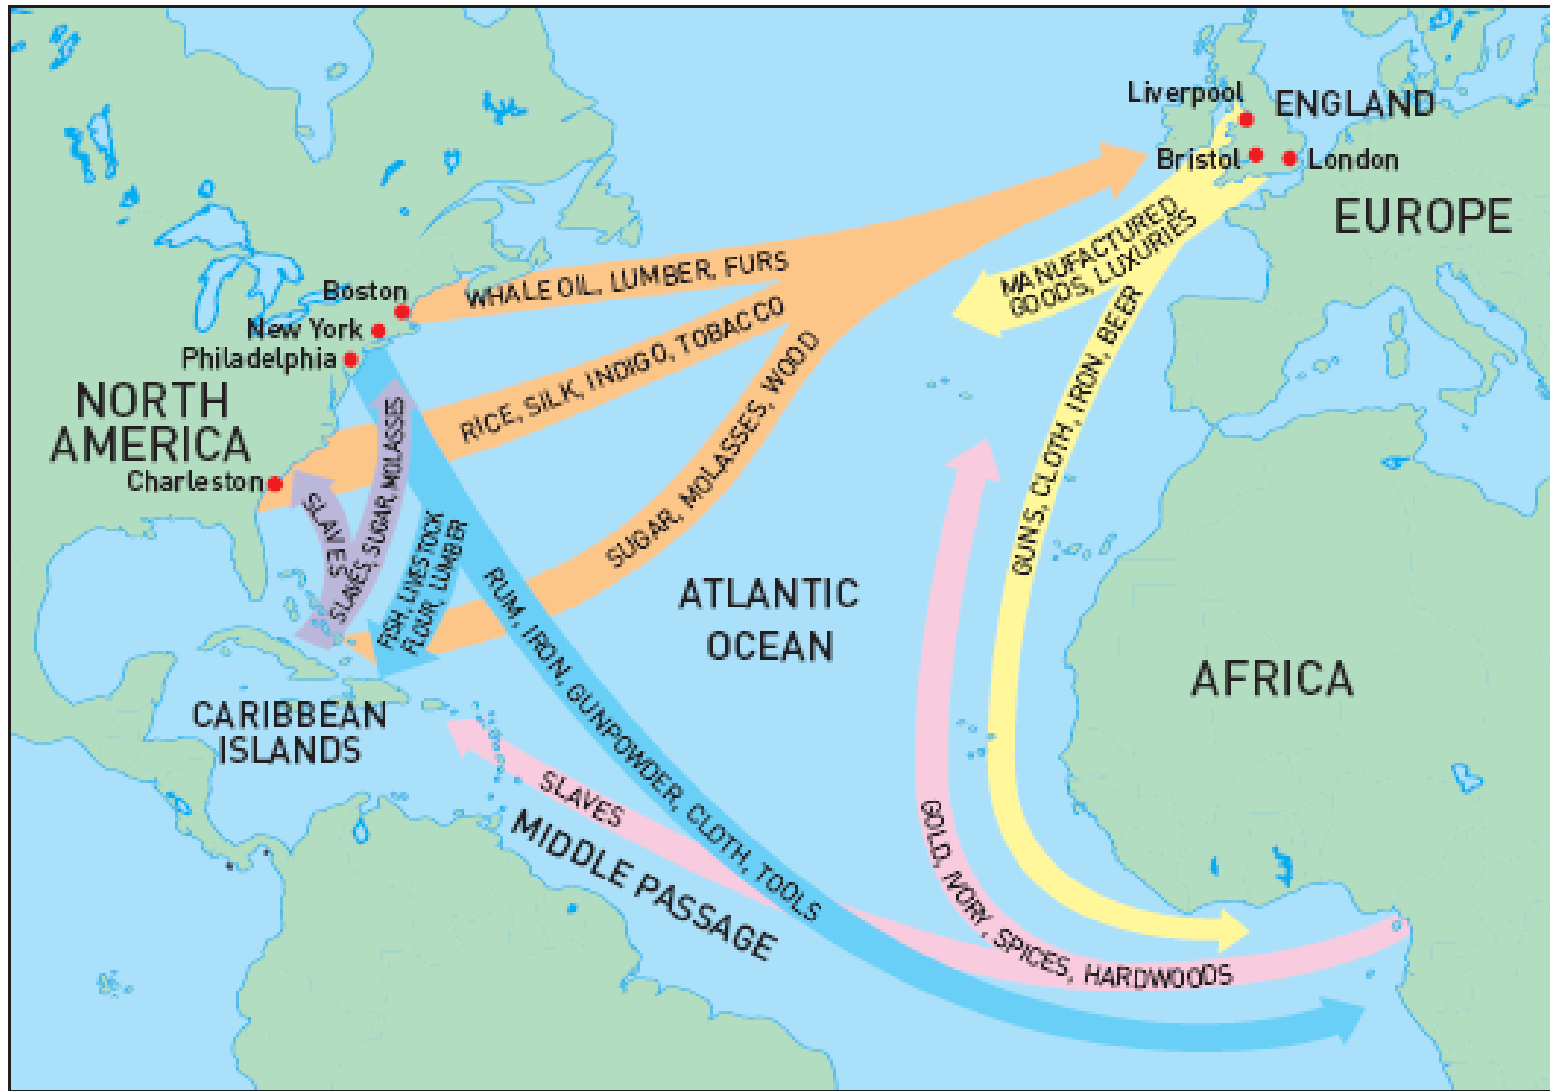 Liverpool
ENGLAND
Bristol
London
EUROPE
MANUFACTURED
GOODS, LUXURIES
WHALE OIL, LUMBER, FURS
Boston
New York
Philadelphia
RICE, SILK, INDIGO, TOBACCO
GUNS, CLOTH, IRON, BEER
NORTH
AMERICA
Charleston
SUGAR, MOLASSES, WOOD
SLAVES
SLAVES, SUGAR, MOLASSES
FISH, LIVESTOCK
FLOUR, LUMBER
RUM, IRON, GUNPOWDER, CLOTH, TOOLS
ATLANTIC
OCEAN
AFRICA
CARIBBEAN
ISLANDS
SLAVES
MIDDLE PASSAGE
GOLD, IVORY, SPICES, HARDWOODS